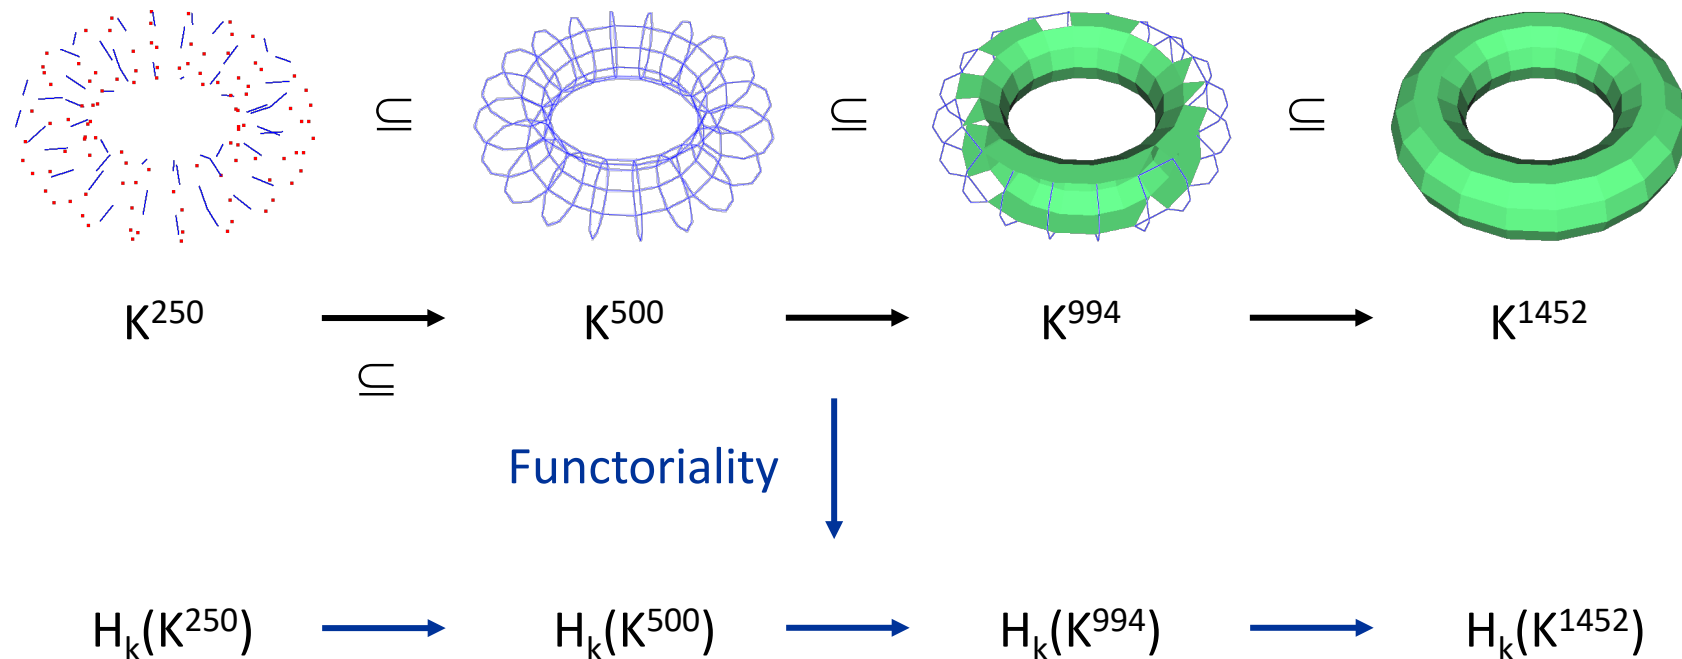 ⊆ ⊆ ⊆
K²⁵⁰ K⁵⁰⁰ K⁹⁹⁴ K¹⁴⁵²
⊆
Functoriality
Hₖ(K²⁵⁰) Hₖ(K⁵⁰⁰) Hₖ(K⁹⁹⁴) Hₖ(K¹⁴⁵²)